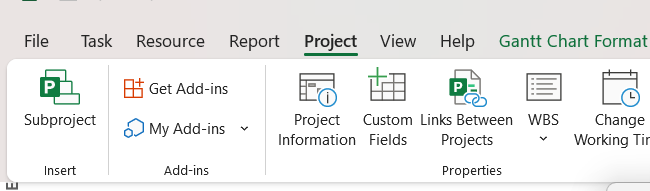 File Task Resource Report Project View Help Gantt Chart Format
Subproject
Get Add-ins
My Add-ins
Project
Information
Custom
Fields
Links Between
Projects
WBS
Change
Working Tim
Insert
Add-ins
Properties